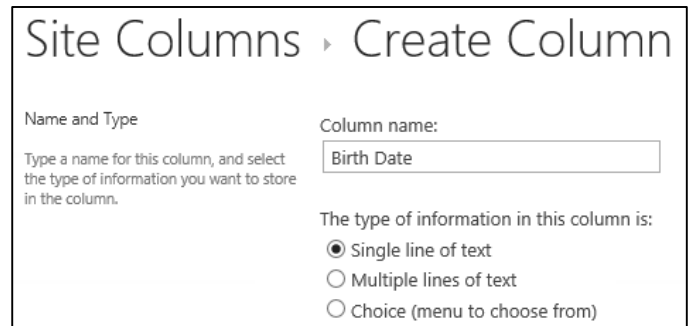 Site Columns › Create Column
Name and Type
Type a name for this column, and select
the type of information you want to store
in the column.
Column name:
Birth Date
The type of information in this column is:
Single line of text
Multiple lines of text
Choice (menu to choose from)